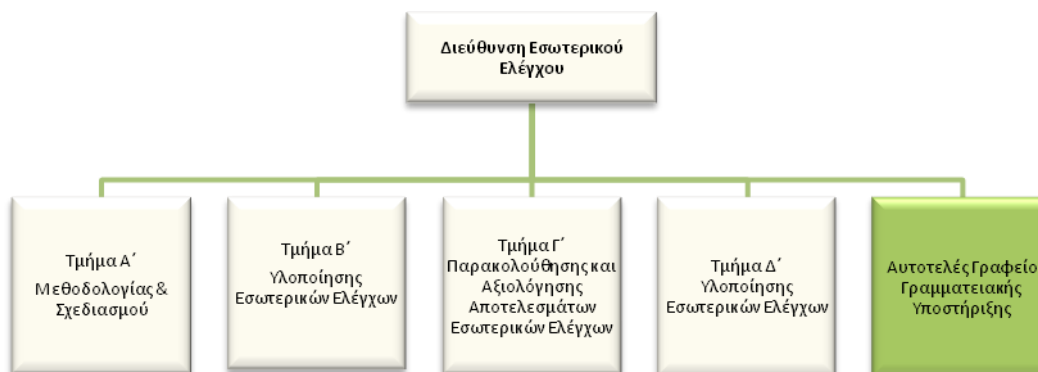 Διεύθυνση Εσωτερικού
Ελέγχου
Τμήμα Α΄
Μεθοδολογίας &
Σχεδιασμού
Τμήμα Β΄
Υλοποίησης
Εσωτερικών Ελέγχων
Τμήμα Γ΄
Παρακολούθησης και
Αξιολόγησης
Αποτελεσμάτων
Εσωτερικών Ελέγχων
Τμήμα Δ΄
Υλοποίησης
Εσωτερικών Ελέγχων
Αυτοτελές Γραφείο
Γραμματειακής
Υποστήριξης